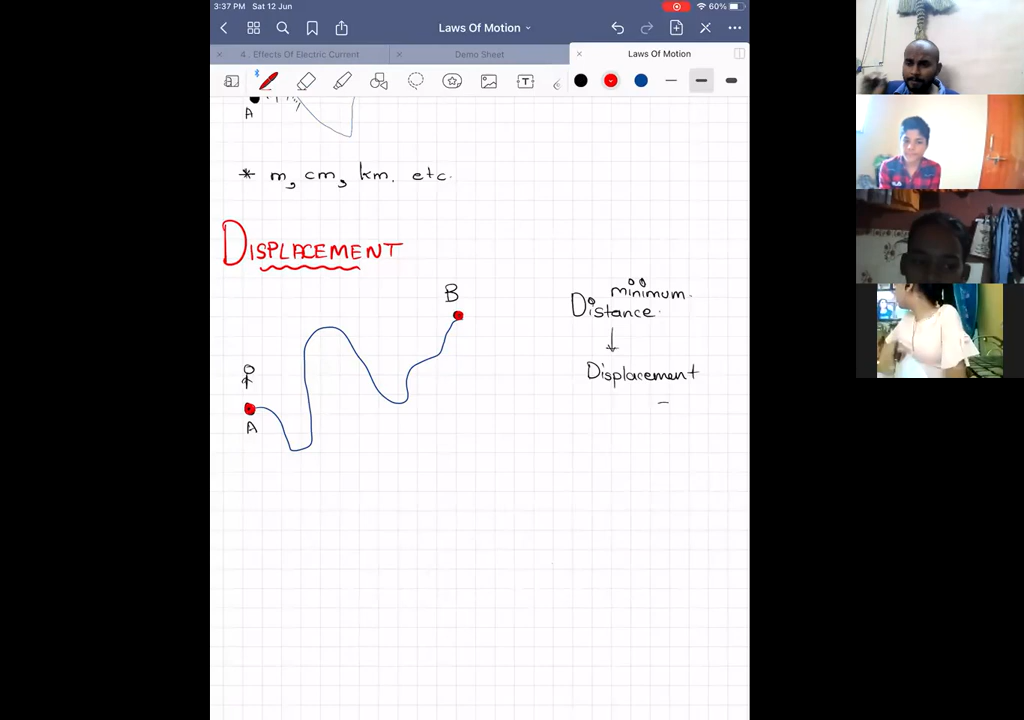 3:37 PM Sat 12 Jun
60%
Laws Of Motion
4 . Effects Of Electric Current
Demo Sheet
Laws Of Motion
T
A
* m, cm, km. etc.
DISPLACEMENT
B
minimum.
Distance.
Displacement
A